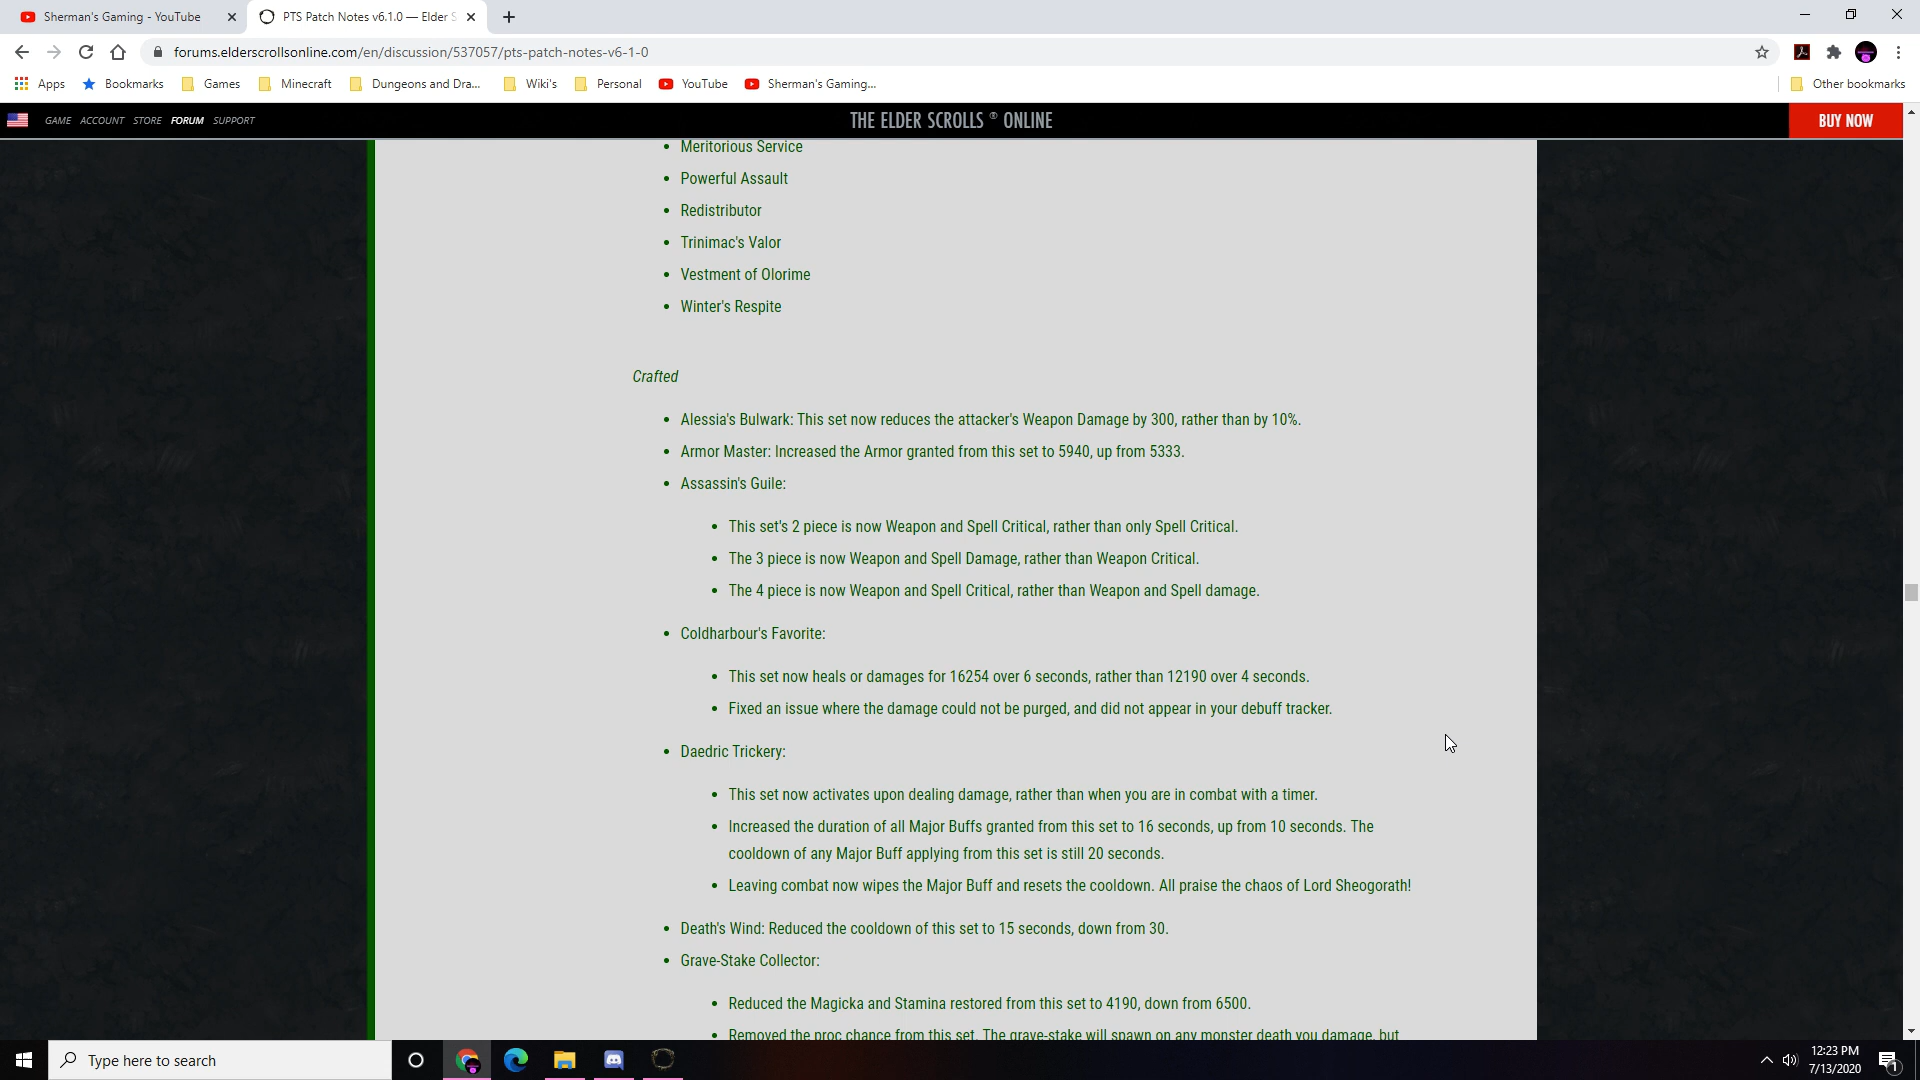 Sherman's Gaming - YouTube
PTS Patch Notes v6.1.0 — Elder S
forums.elderscrollsonline.com/en/discussion/537057/pts-patch-notes-v6-1-0
Apps Bookmarks Games Minecraft Dungeons and Dra... Wiki's Personal YouTube Sherman's Gaming... Other bookmarks
GAME ACCOUNT STORE FORUM SUPPORT THE ELDER SCROLLS ® ONLINE BUY NOW
• Meritorious Service
• Powerful Assault
• Redistributor
• Trinimac's Valor
• Vestment of Olorime
• Winter's Respite
Crafted
• Alessia's Bulwark: This set now reduces the attacker's Weapon Damage by 300, rather than by 10%.
• Armor Master: Increased the Armor granted from this set to 5940, up from 5333.
• Assassin's Guile:
• This set's 2 piece is now Weapon and Spell Critical, rather than only Spell Critical.
• The 3 piece is now Weapon and Spell Damage, rather than Weapon Critical.
• The 4 piece is now Weapon and Spell Critical, rather than Weapon and Spell damage.
• Coldharbour's Favorite:
• This set now heals or damages for 16254 over 6 seconds, rather than 12190 over 4 seconds.
• Fixed an issue where the damage could not be purged, and did not appear in your debuff tracker.
• Daedric Trickery:
• This set now activates upon dealing damage, rather than when you are in combat with a timer.
• Increased the duration of all Major Buffs granted from this set to 16 seconds, up from 10 seconds. The
cooldown of any Major Buff applying from this set is still 20 seconds.
• Leaving combat now wipes the Major Buff and resets the cooldown. All praise the chaos of Lord Sheogorath!
• Death's Wind: Reduced the cooldown of this set to 15 seconds, down from 30.
• Grave-Stake Collector:
• Reduced the Magicka and Stamina restored from this set to 4190, down from 6500.
• Removed the proc chance from this set. The grave-stake will spawn on any monster death you damage, but
Type here to search
12:23 PM
7/13/2020
1